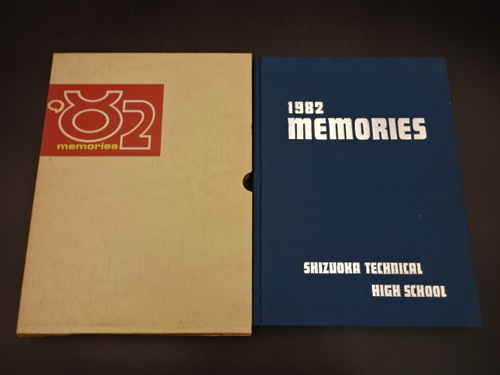 '82
memories
1982
MEMORIES
SHIZUOKA TECHNICAL
HIGH SCHOOL